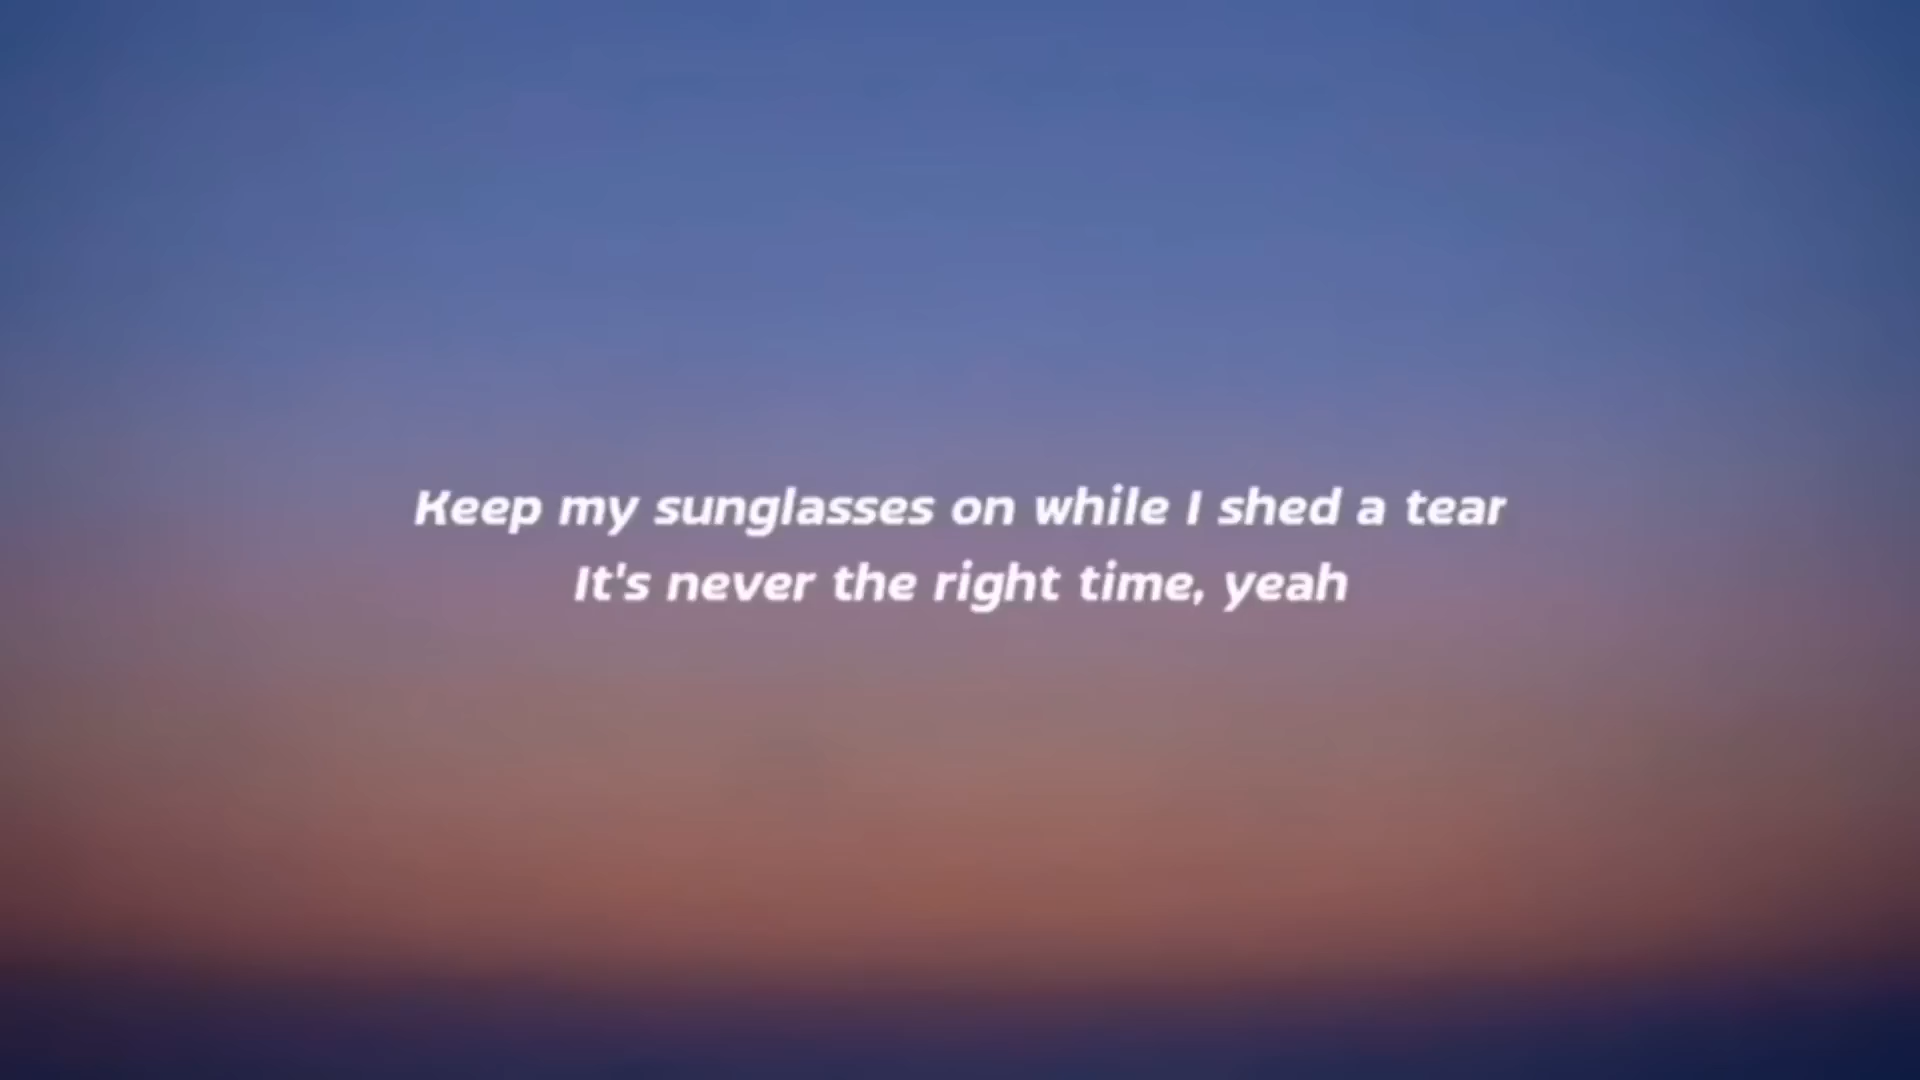 Keep my sunglasses on while I shed a tear
It's never the right time, yeah